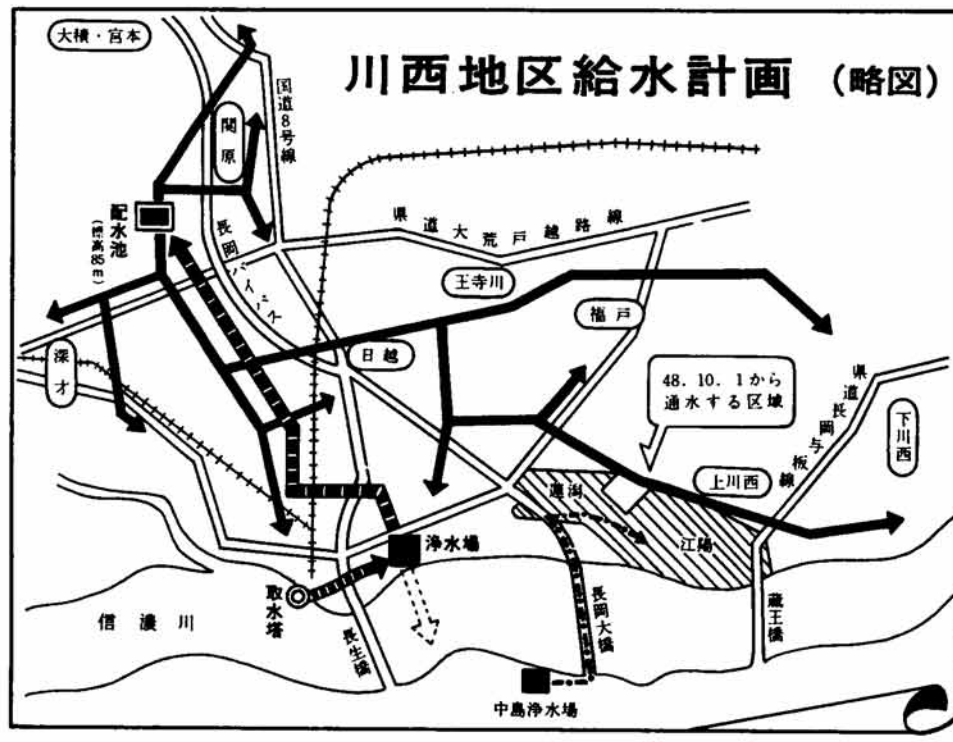 川西地区給水計画 (略図)
大積・宮本
関原
国道8号線
配水池
(標高85m)
長岡バイパス
県道大荒戸越路線
王寺川
福戸
日越
深才
48. 10. 1から
通水する区域
県道長岡与板線
下川西
上川西
蓮潟
江陽
浄水場
取水塔
信濃川
長生橋
長岡大橋
蔵王橋
中島浄水場